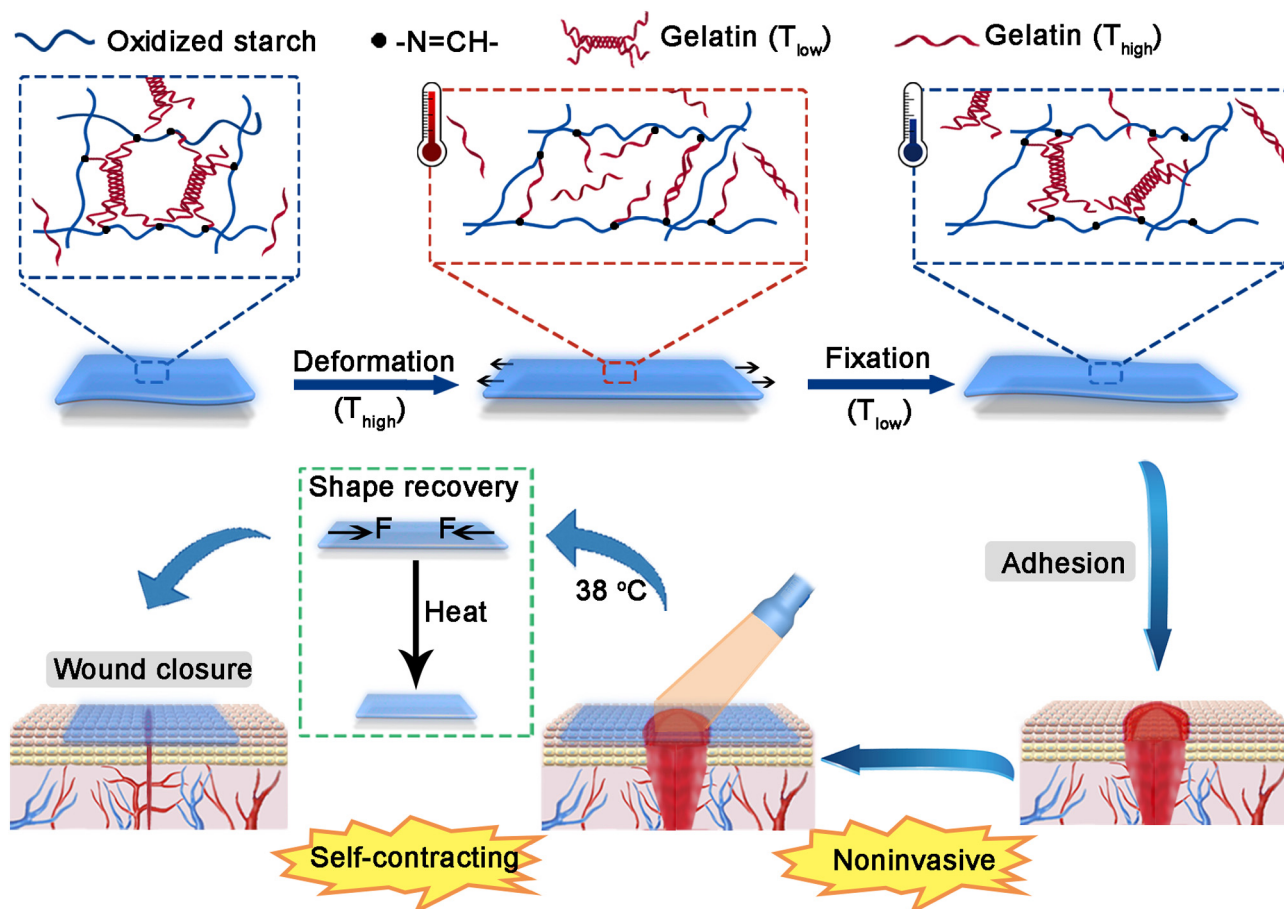 Oxidized starch
-N=CH-
Gelatin (Tlow)
Gelatin (Thigh)
Deformation
(Thigh)
Fixation
(Tlow)
Shape recovery
F F
Heat
38 °C
Adhesion
Wound closure
Self-contracting
Noninvasive